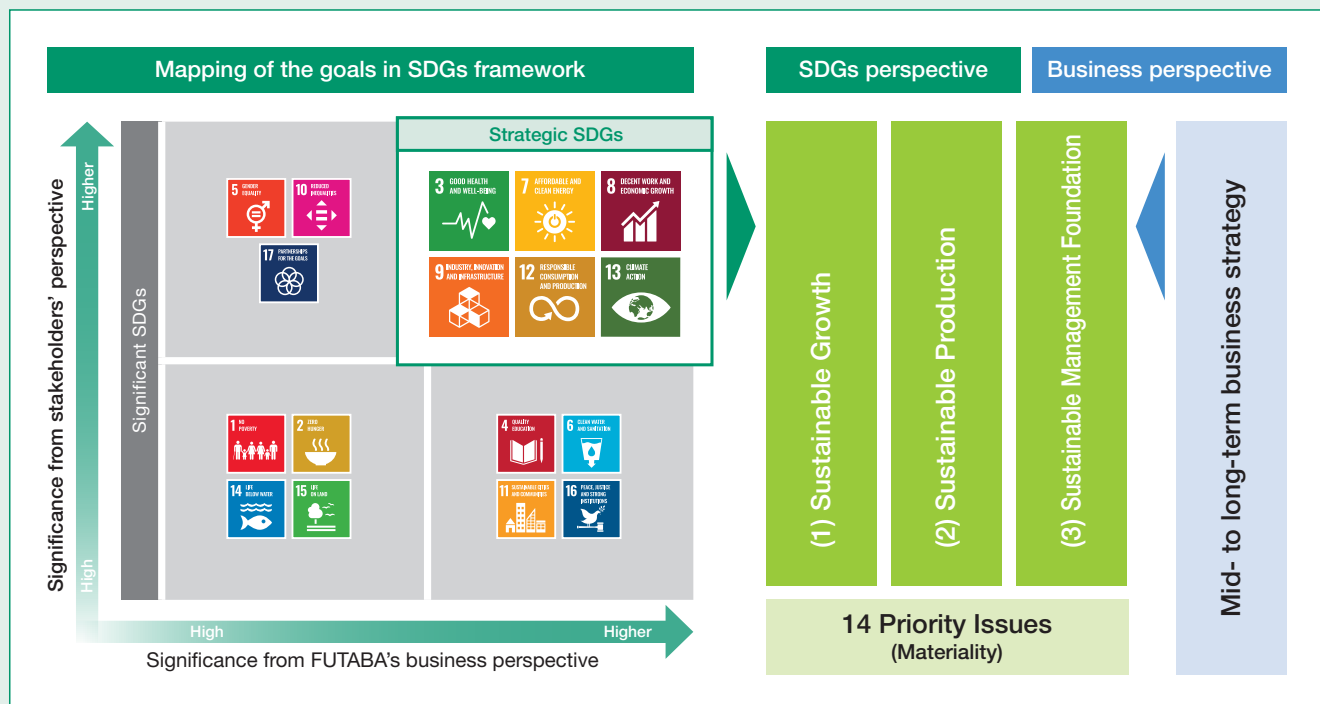 Mapping of the goals in SDGs framework
SDGs perspective
Business perspective
Significance from stakeholders' perspective
Higher
High
Significant SDGs
5 GENDER
EQUALITY
10 REDUCED
INEQUALITIES
17 PARTNERSHIPS
FOR THE GOALS
Strategic SDGs
3 GOOD HEALTH
AND WELL-BEING
7 AFFORDABLE AND
CLEAN ENERGY
8 DECENT WORK AND
ECONOMIC GROWTH
9 INDUSTRY, INNOVATION
AND INFRASTRUCTURE
12 RESPONSIBLE
CONSUMPTION
AND PRODUCTION
13 CLIMATE
ACTION
1 NO
POVERTY
2 ZERO
HUNGER
14 LIFE
BELOW WATER
15 LIFE
ON LAND
4 QUALITY
EDUCATION
6 CLEAN WATER
AND SANITATION
11 SUSTAINABLE CITIES
AND COMMUNITIES
16 PEACE, JUSTICE
AND STRONG
INSTITUTIONS
High
Higher
Significance from FUTABA's business perspective
(1) Sustainable Growth
(2) Sustainable Production
(3) Sustainable Management Foundation
14 Priority Issues
(Materiality)
Mid- to long-term business strategy